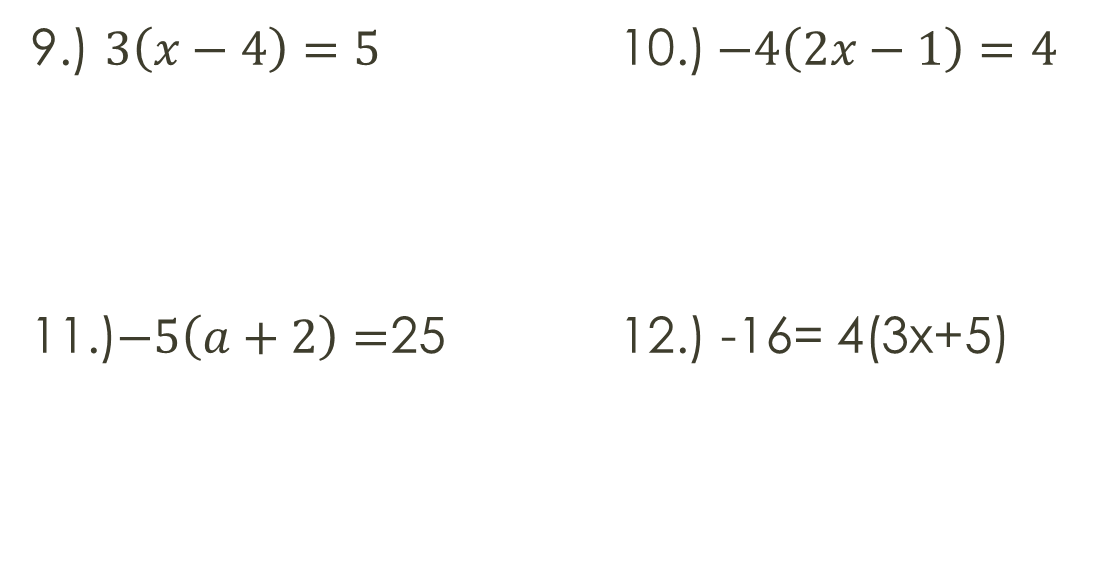 9.) 3(x − 4) = 5
10.) −4(2x − 1) = 4
11.)−5(a + 2) =25
12.) -16= 4(3x+5)